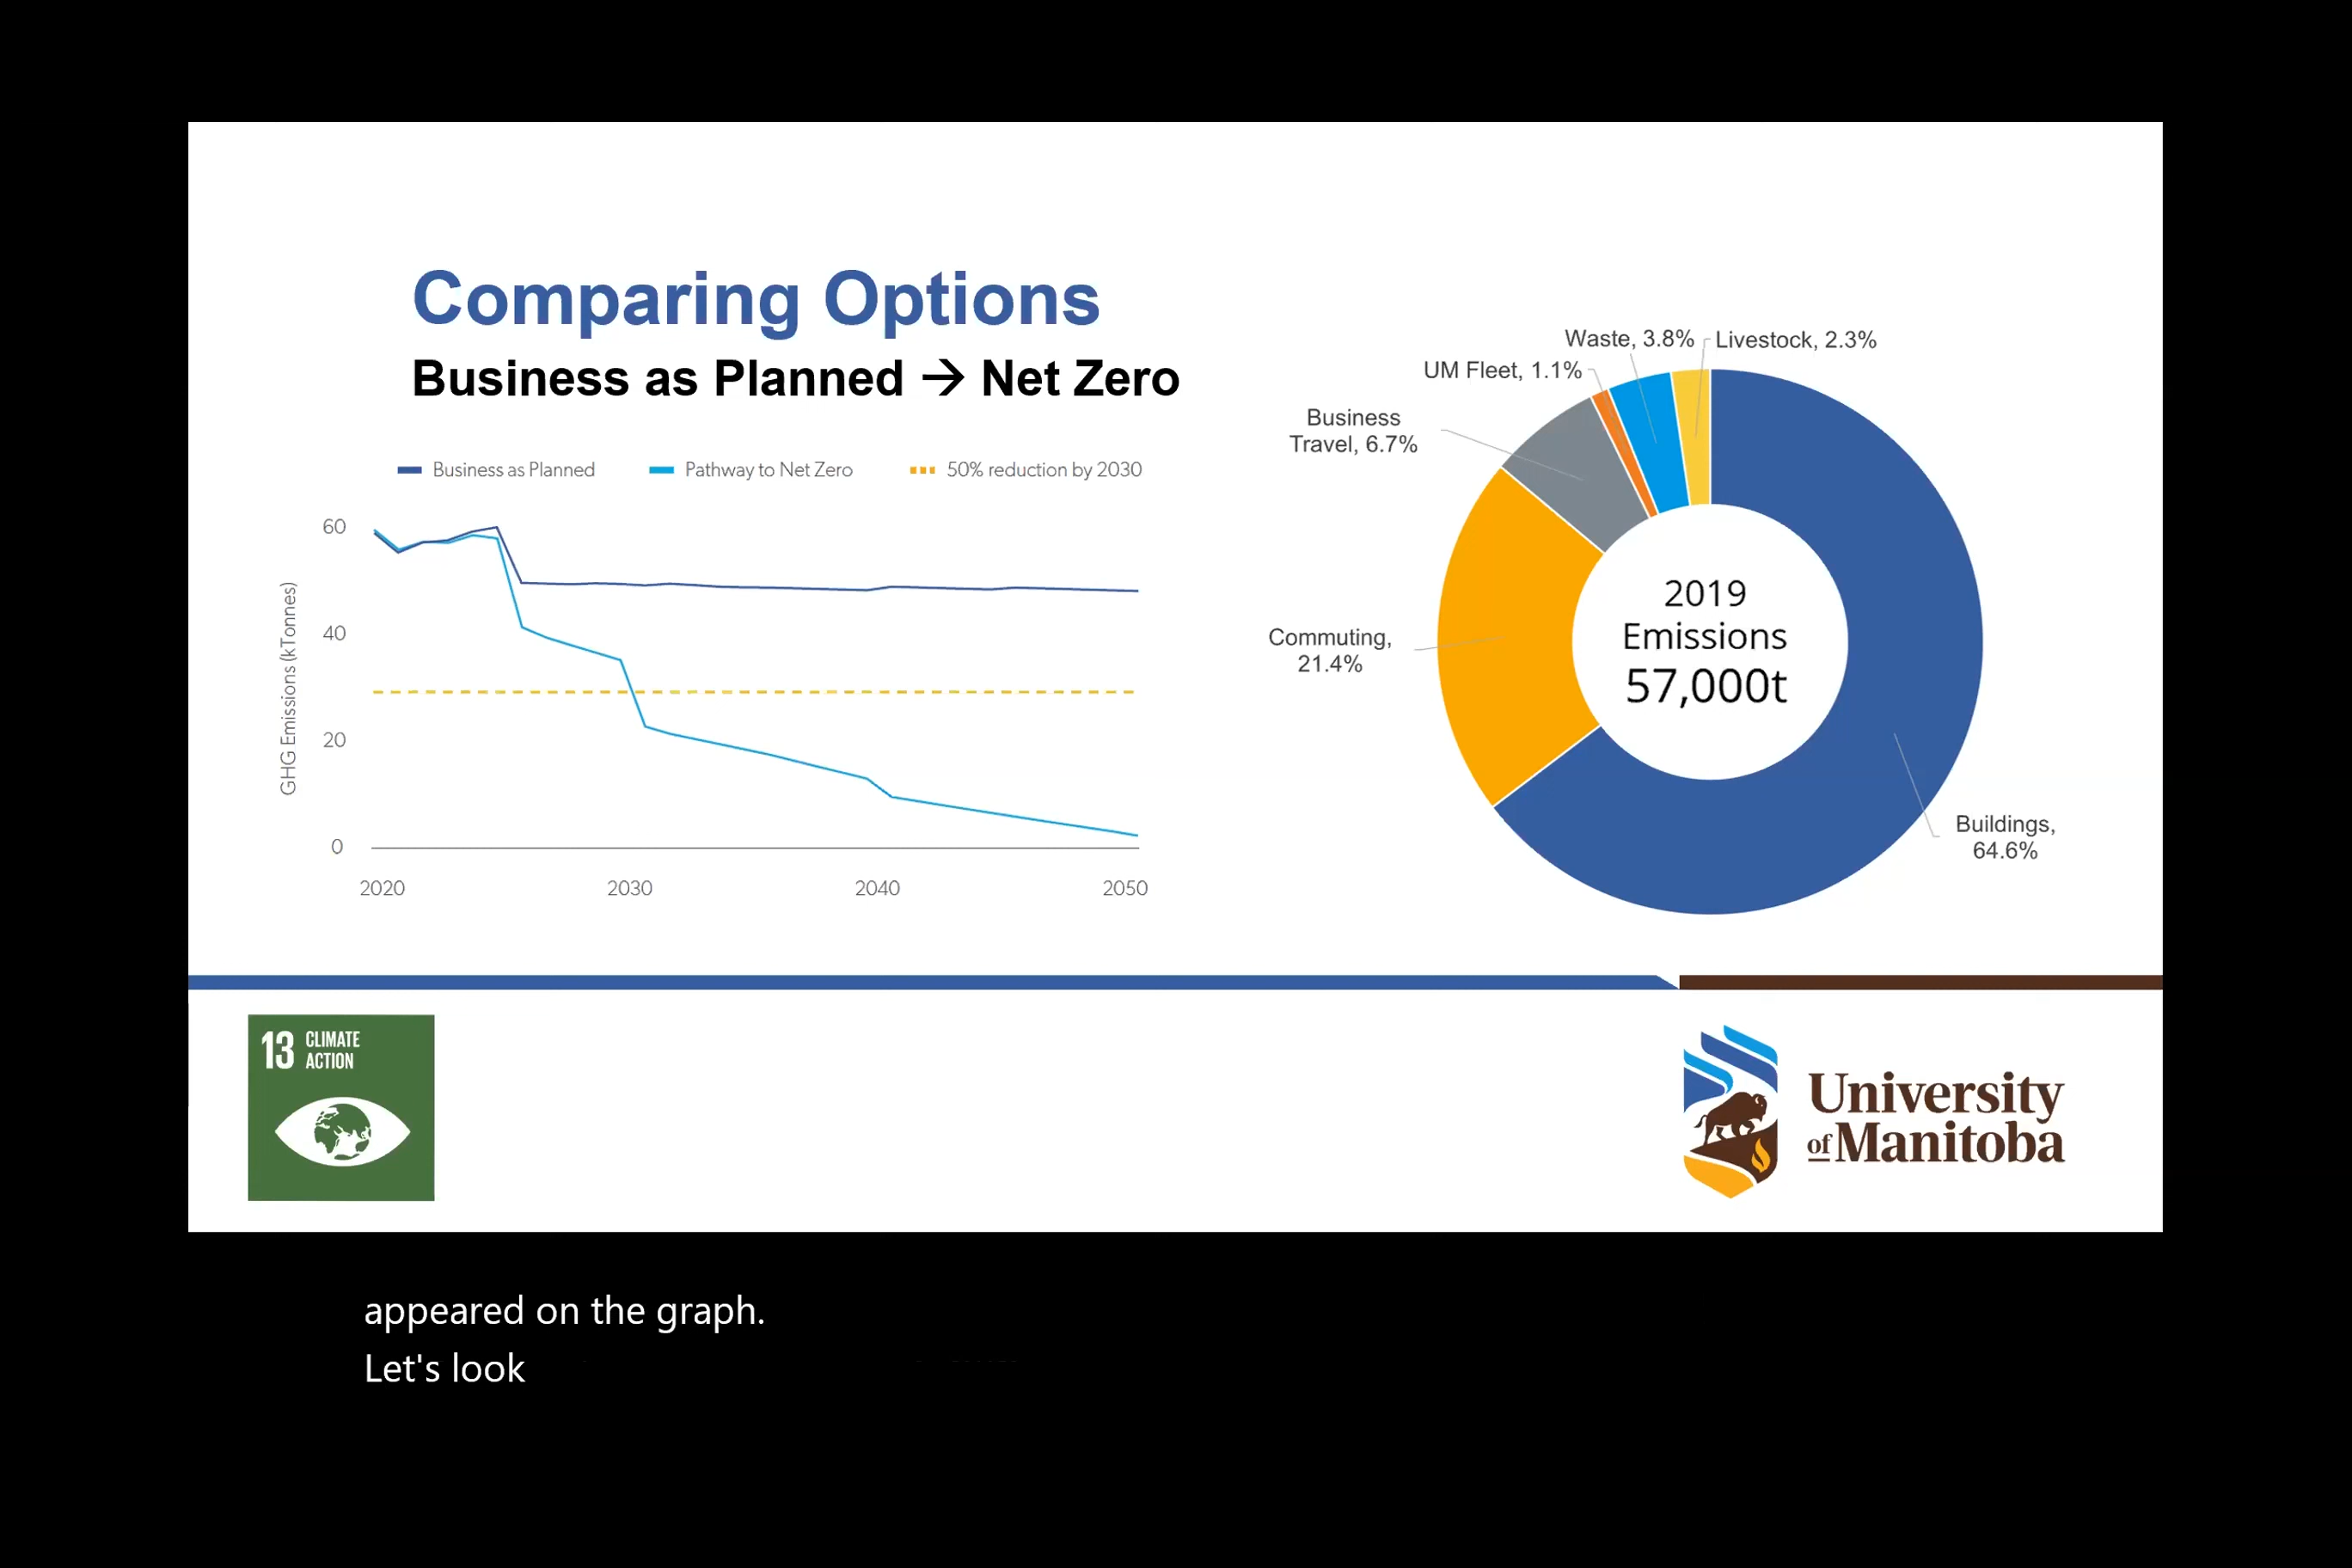 Comparing Options
Business as Planned → Net Zero
Business as Planned
Pathway to Net Zero
50% reduction by 2030
GHG Emissions (kTonnes)
60
40
20
0
2020
2030
2040
2050
Waste, 3.8%
Livestock, 2.3%
UM Fleet, 1.1%
Business
Travel, 6.7%
Commuting,
21.4%
2019
Emissions
57,000t
Buildings,
64.6%
13 CLIMATE
ACTION
University
of Manitoba
appeared on the graph.
Let's look